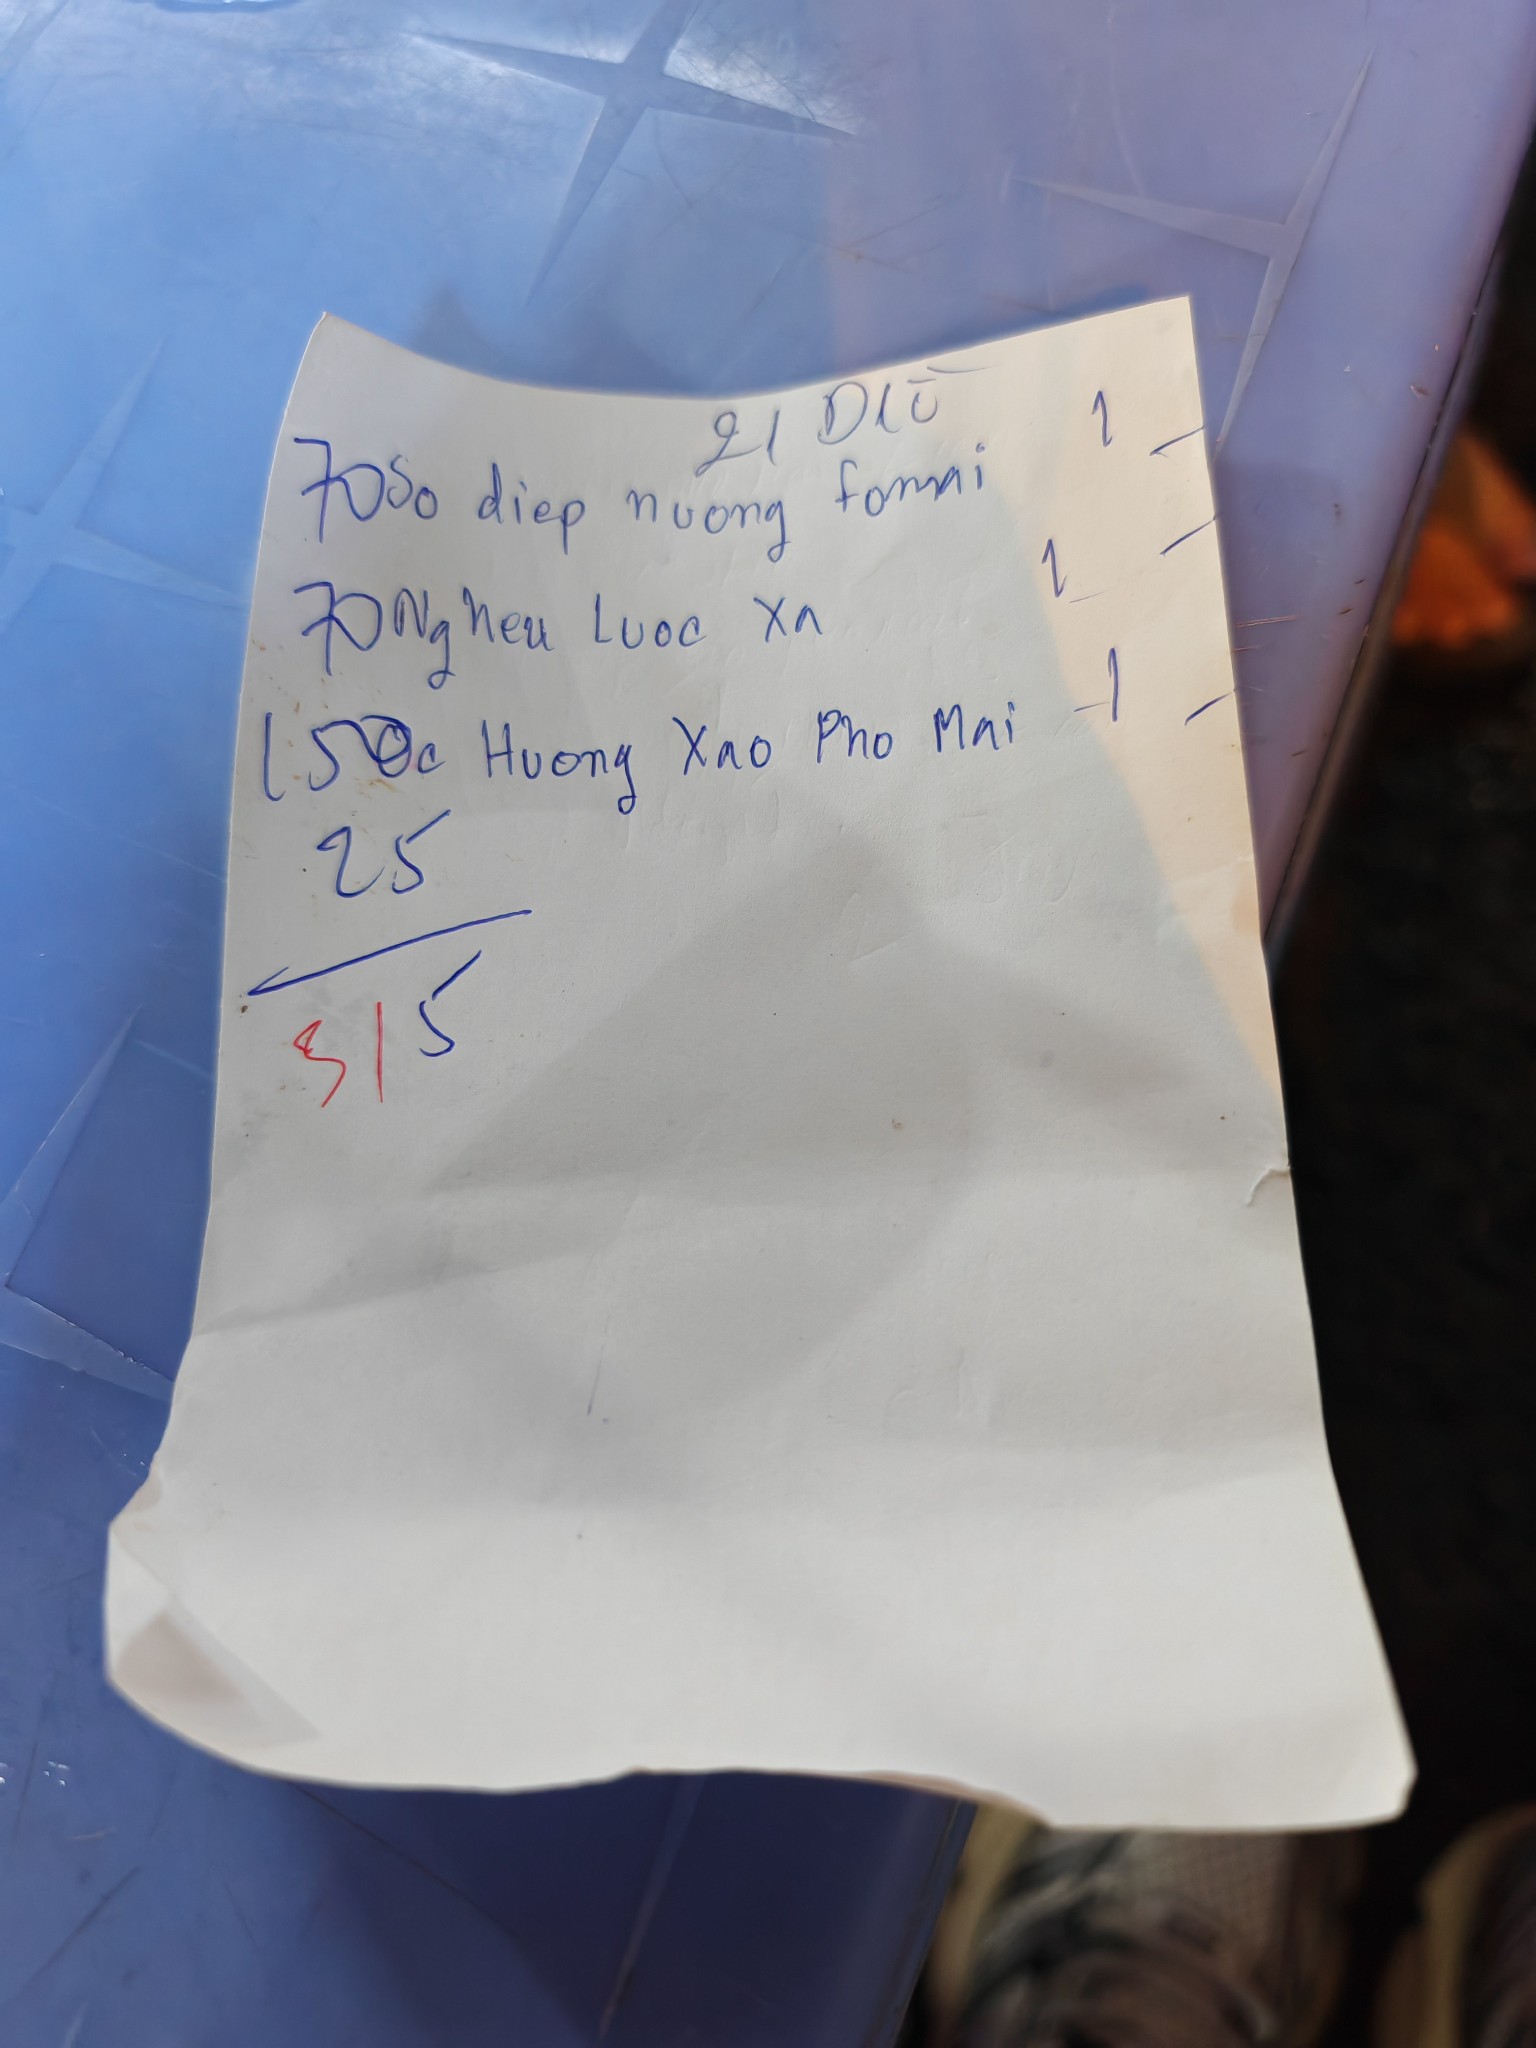 21 DLU 1
70 So diep nuong fomai
70 Ngheu Luoc Xa 1
150 Oc Huong Xao Pho Mai 1
25
315